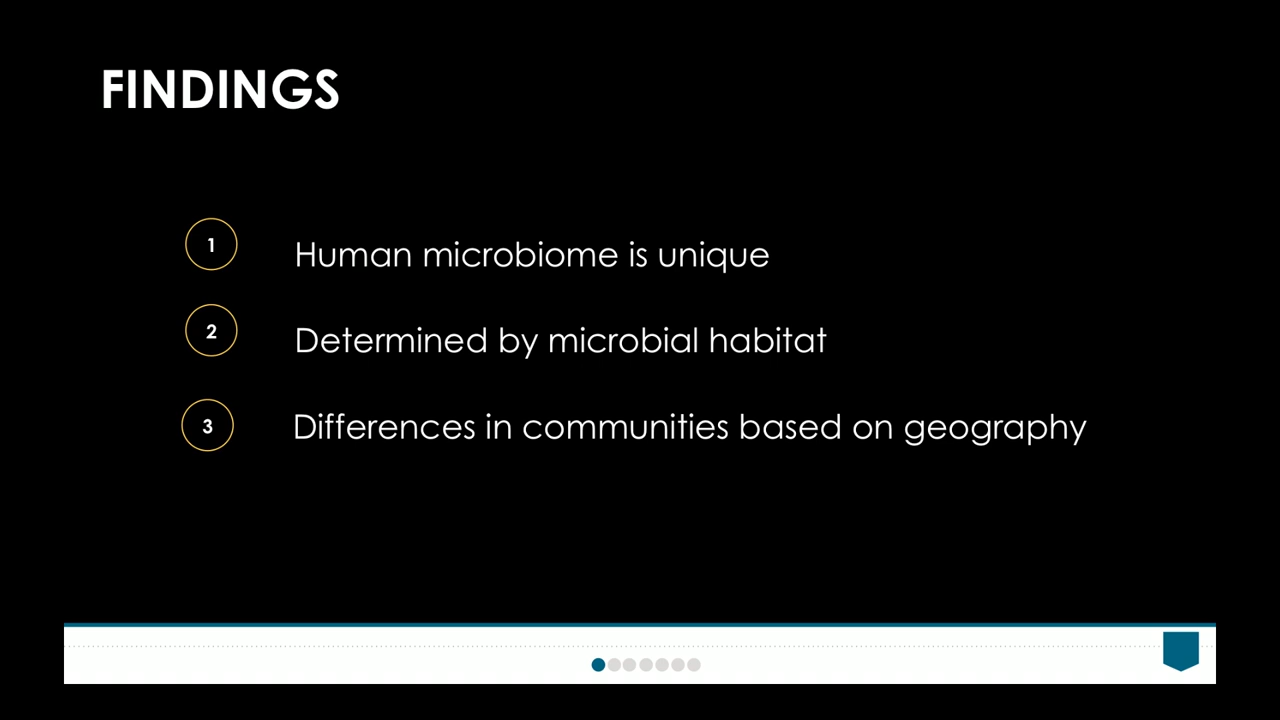 FINDINGS
1 Human microbiome is unique
2 Determined by microbial habitat
3 Differences in communities based on geography